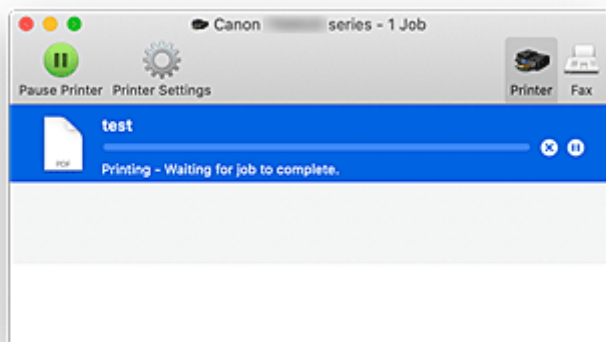 Canon series - 1 Job
Pause Printer Printer Settings Printer Fax
test
PDF
Printing - Waiting for job to complete.